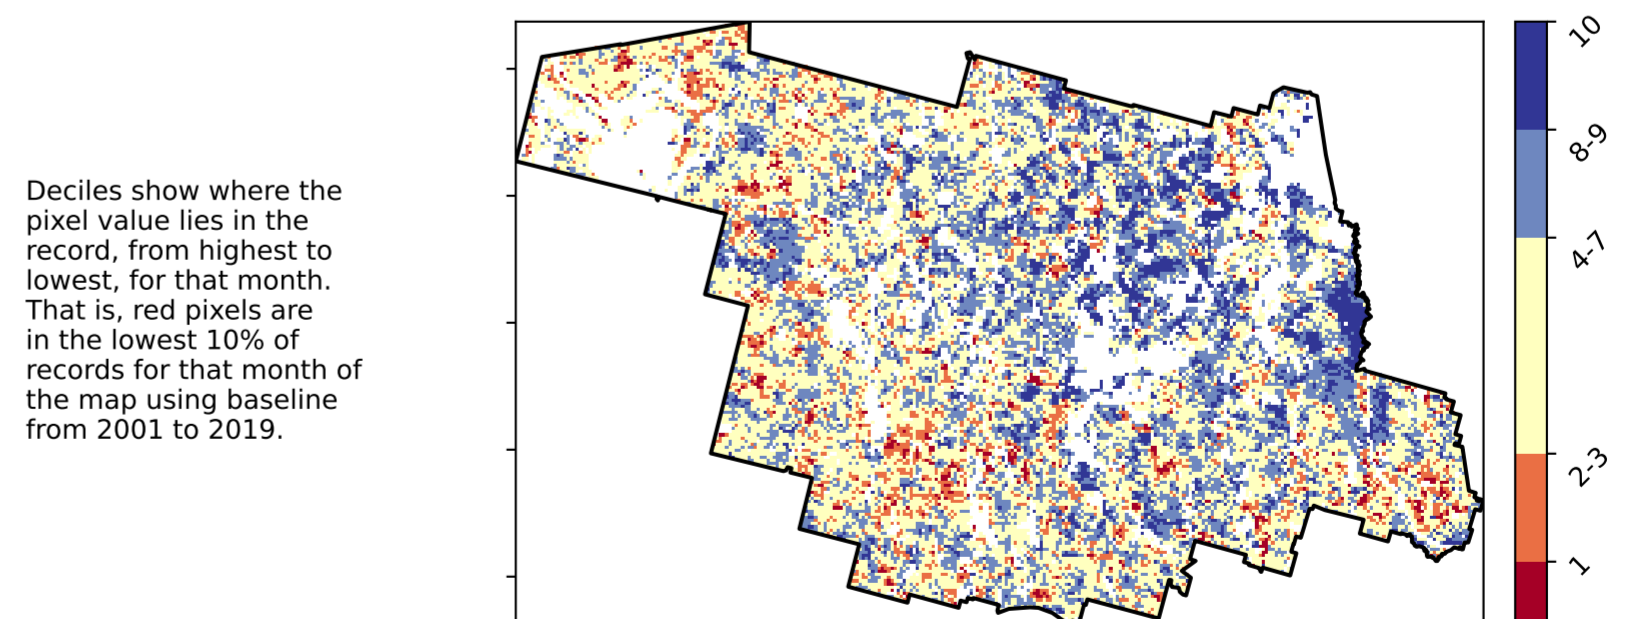 Deciles show where the
pixel value lies in the
record, from highest to
lowest, for that month.
That is, red pixels are
in the lowest 10% of
records for that month of
the map using baseline
from 2001 to 2019.
10
8-9
4-7
2-3
1